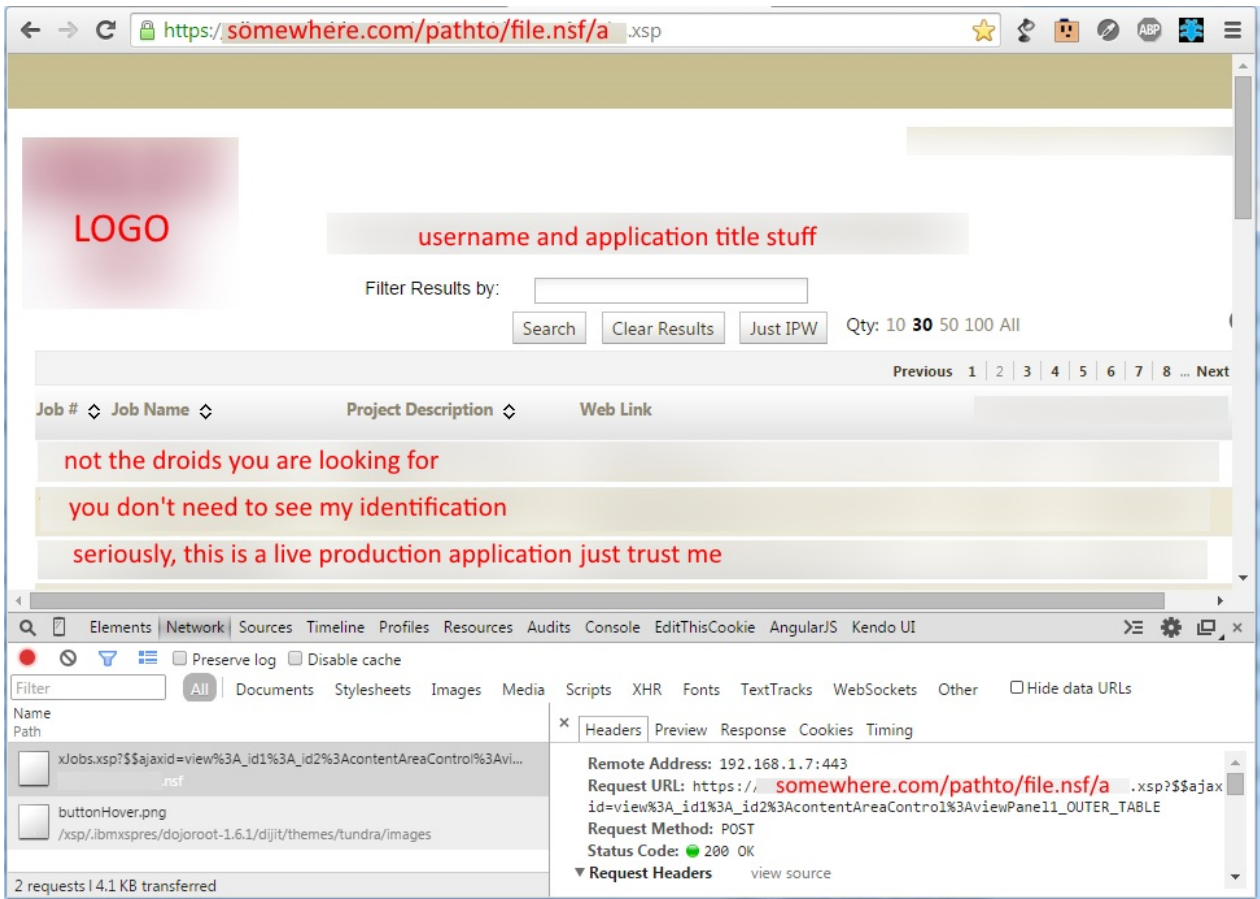 https:// somewhere.com/pathto/file.nsf/a .xsp
ABP
LOGO
username and application title stuff
Filter Results by:
Search Clear Results Just IPW Qty: 10 30 50 100 All
Previous 1 2 3 4 5 6 7 8 ... Next
Job # Job Name Project Description Web Link
not the droids you are looking for
you don't need to see my identification
seriously, this is a live production application just trust me
Elements Network Sources Timeline Profiles Resources Audits Console EditThisCookie AngularJS Kendo UI
Preserve log Disable cache
Filter All Documents Stylesheets Images Media Scripts XHR Fonts TextTracks WebSockets Other Hide data URLs
Name
Path
xJobs.xsp?$$ajaxid=view%3A_id1%3A_id2%3AcontentAreaControl%3Avi...
.nsf
buttonHover.png
/xsp/.ibmxspres/dojoroot-1.6.1/dijit/themes/tundra/images
2 requests | 4.1 KB transferred
× Headers Preview Response Cookies Timing
Remote Address: 192.168.1.7:443
Request URL: https:// somewhere.com/pathto/file.nsf/a .xsp?$$ajax
id=view%3A_id1%3A_id2%3AcontentAreaControl%3AviewPanel1_OUTER_TABLE
Request Method: POST
Status Code: 200 OK
Request Headers view source